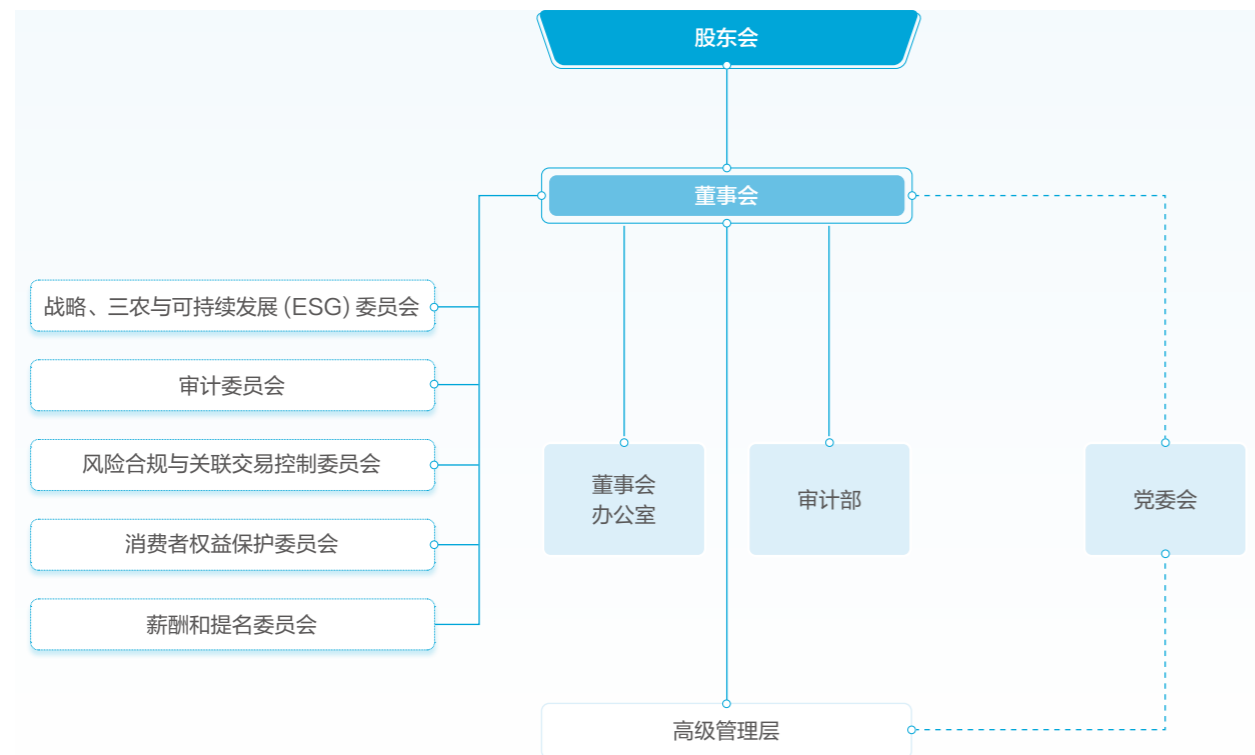 股东会
董事会
战略、三农与可持续发展 (ESG) 委员会
审计委员会
风险合规与关联交易控制委员会
消费者权益保护委员会
薪酬和提名委员会
董事会
办公室
审计部
党委会
高级管理层